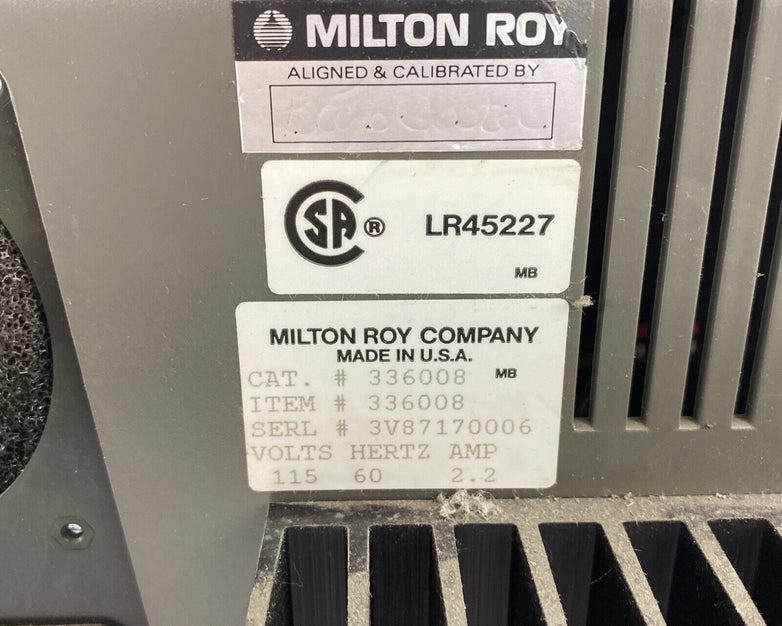 MILTON ROY
ALIGNED & CALIBRATED BY
SA ® LR45227
MB
MILTON ROY COMPANY
MADE IN U.S.A.
CAT. # 336008 MB
ITEM # 336008
SERL # 3V87170006
VOLTS HERTZ AMP
115 60 2.2